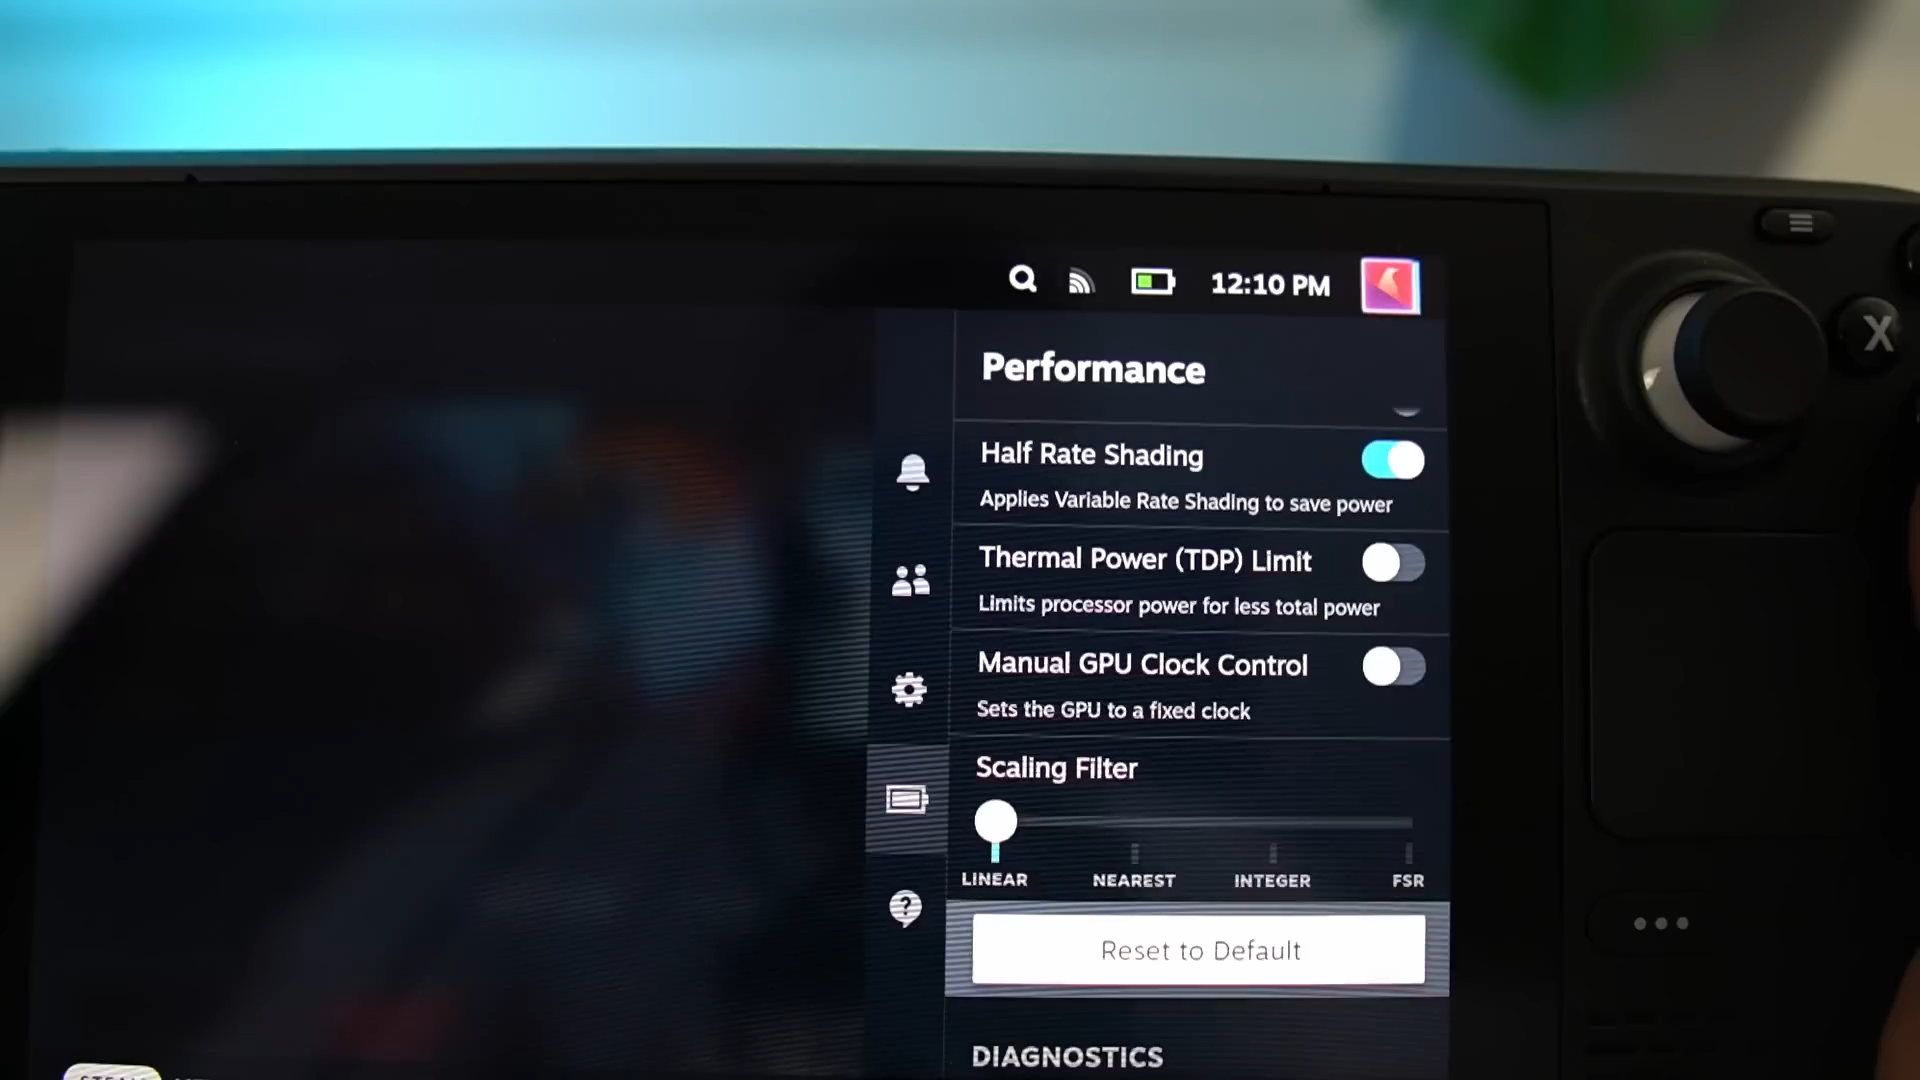 12:10 PM
Performance
X
Half Rate Shading
Applies Variable Rate Shading to save power
Thermal Power (TDP) Limit
Limits processor power for less total power
Manual GPU Clock Control
Sets the GPU to a fixed clock
Scaling Filter
LINEAR NEAREST INTEGER FSR
?
Reset to Default
DIAGNOSTICS